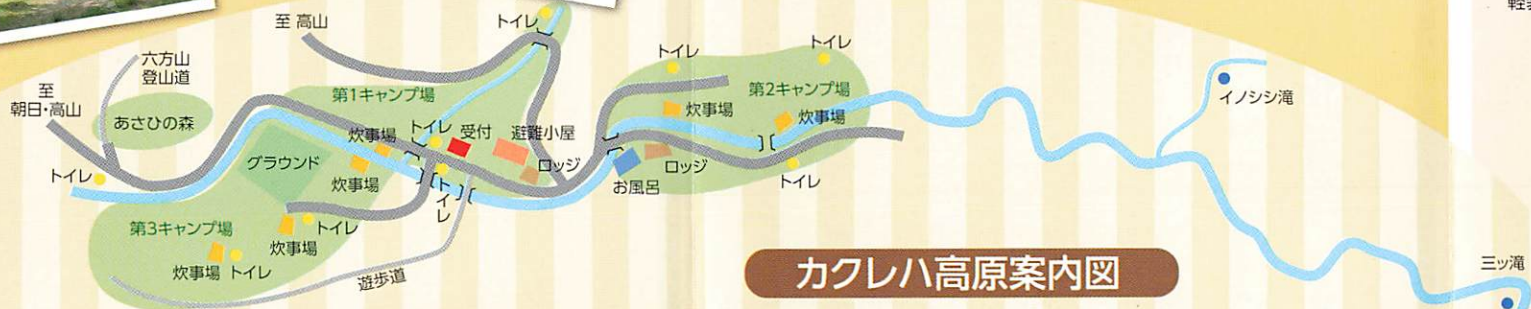 軽装
至 高山
トイレ
六方山
登山道
至
朝日・高山
あさひの森
トイレ
第1キャンプ場
炊事場
トイレ
受付
避難小屋
グラウンド
炊事場
トイレ
ロッジ
お風呂
ロッジ
トイレ
トイレ
第2キャンプ場
炊事場
炊事場
トイレ
イノシシ滝
第3キャンプ場
トイレ
炊事場
炊事場
トイレ
遊歩道
カクレハ高原案内図
三ッ滝